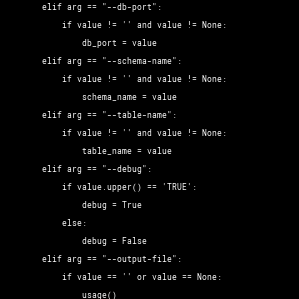 elif arg == "--db-port":
if value != '' and value != None:
db_port = value
elif arg == "--schema-name":
if value != '' and value != None:
schema_name = value
elif arg == "--table-name":
if value != '' and value != None:
table_name = value
elif arg == "--debug":
if value.upper() == 'TRUE':
debug = True
else:
debug = False
elif arg == "--output-file":
if value == '' or value == None:
usage()